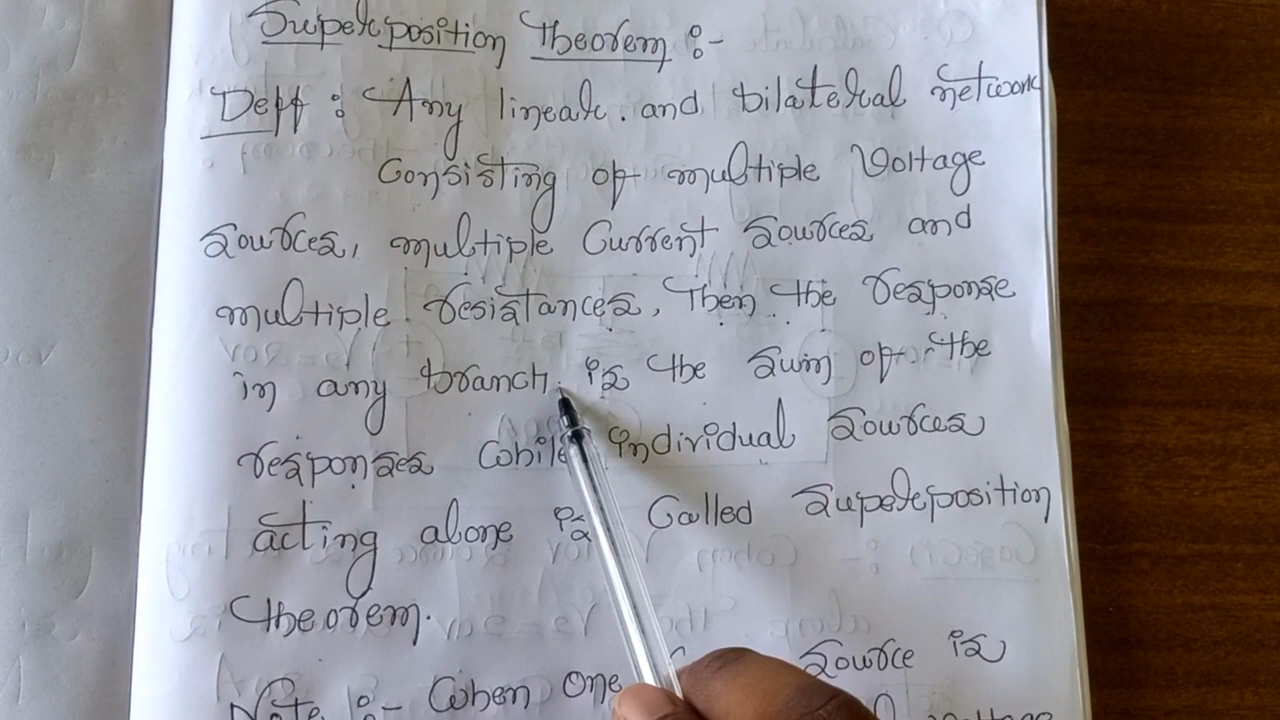 Superposition Theorem :-
Defn : Any linear. and bilateral network
Consisting of multiple Voltage
Sources, multiple Current Sources and
multiple resistances, Then the response
in any branch is the sum of the
responses while individual Sources
acting alone is Called Superposition
Theorem.
Note :- When one Source is